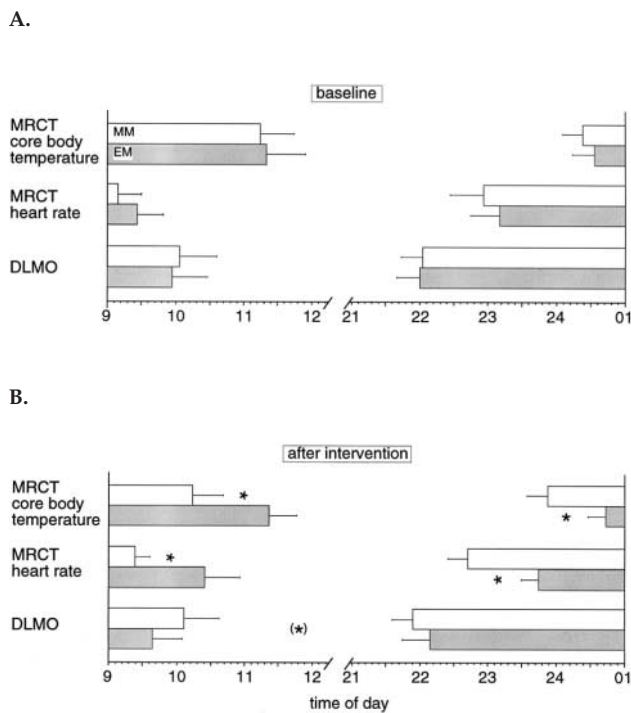 A.
baseline
MRCT
core body
temperature
MM
EM
MRCT
heart rate
DLMO
9 10 11 12 21 22 23 24 01
B.
after intervention
MRCT
core body
temperature
*
*
MRCT
heart rate
*
*
DLMO
(*)
9 10 11 12 21 22 23 24 01
time of day